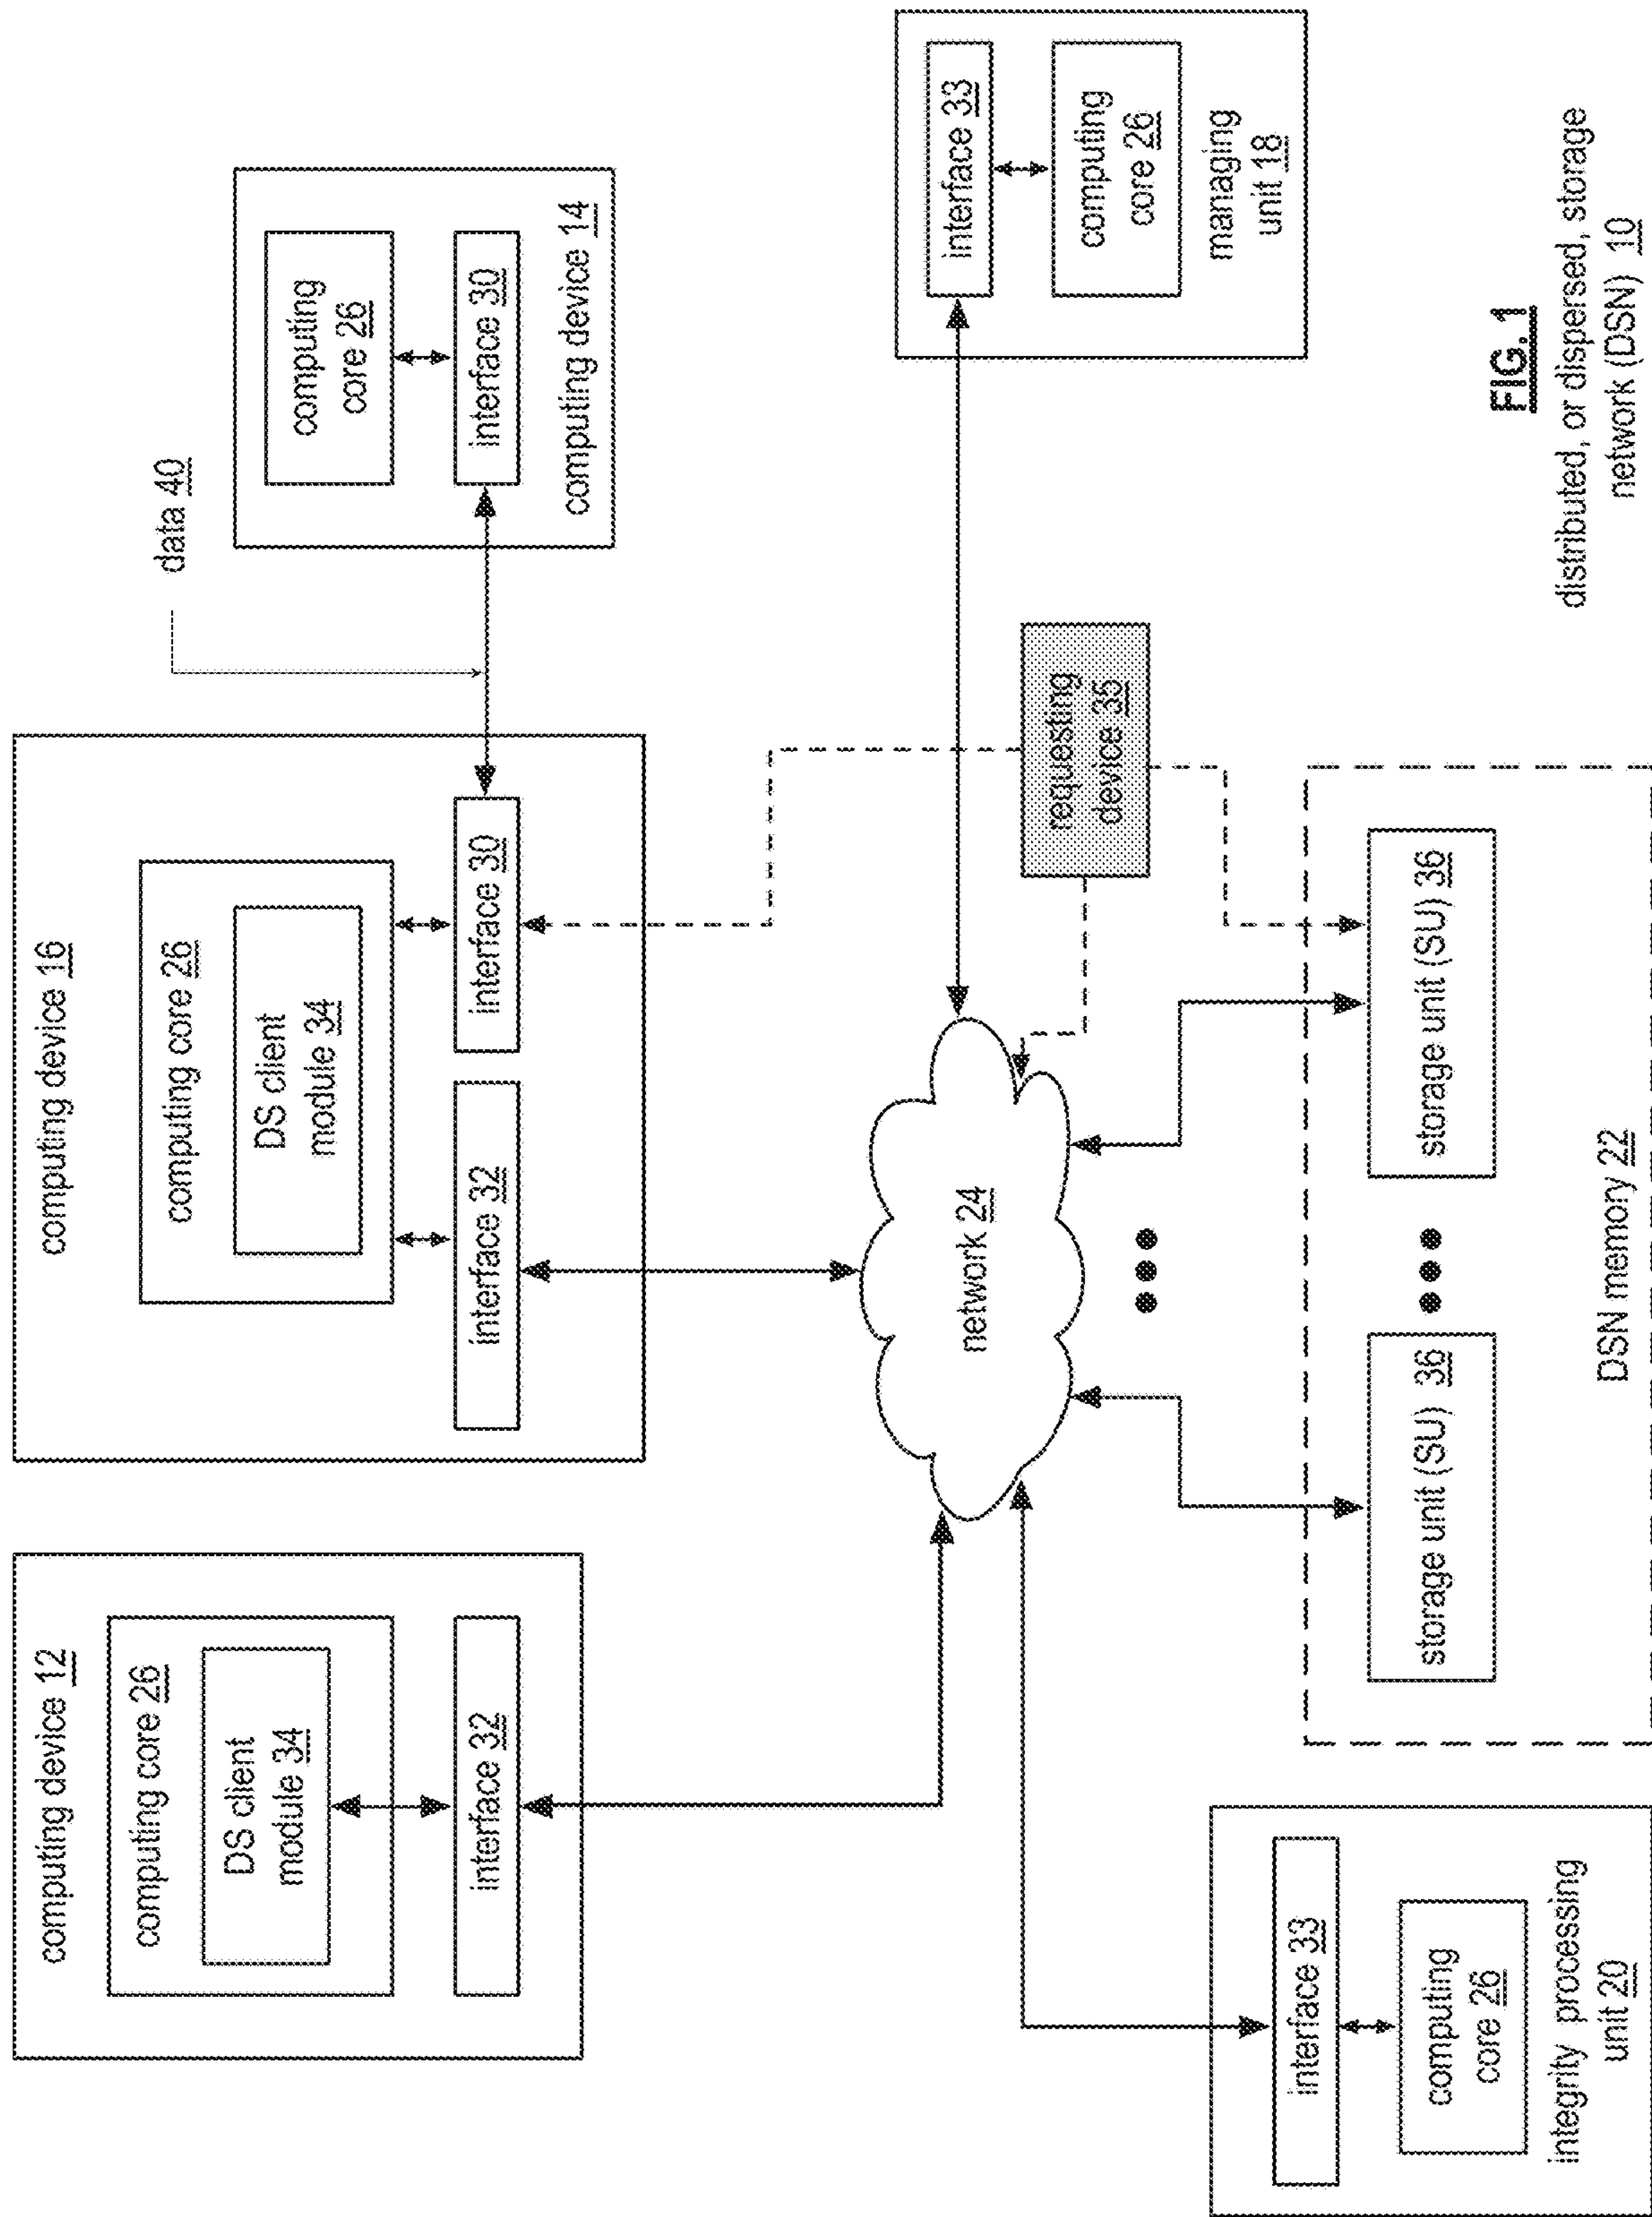 computing device 12
computing core 26
DS client
module 34
interface 32
computing device 16
computing core 26
DS client
module 34
interface 32
interface 30
data 40
computing
core 26
interface 30
computing device 14
network 24
requesting
device 35
interface 33
computing
core 26
managing
unit 18
interface 33
computing
core 26
integrity processing
unit 20
storage unit (SU) 36
storage unit (SU) 36
DSN memory 22
FIG. 1
distributed, or dispersed, storage
network (DSN) 10